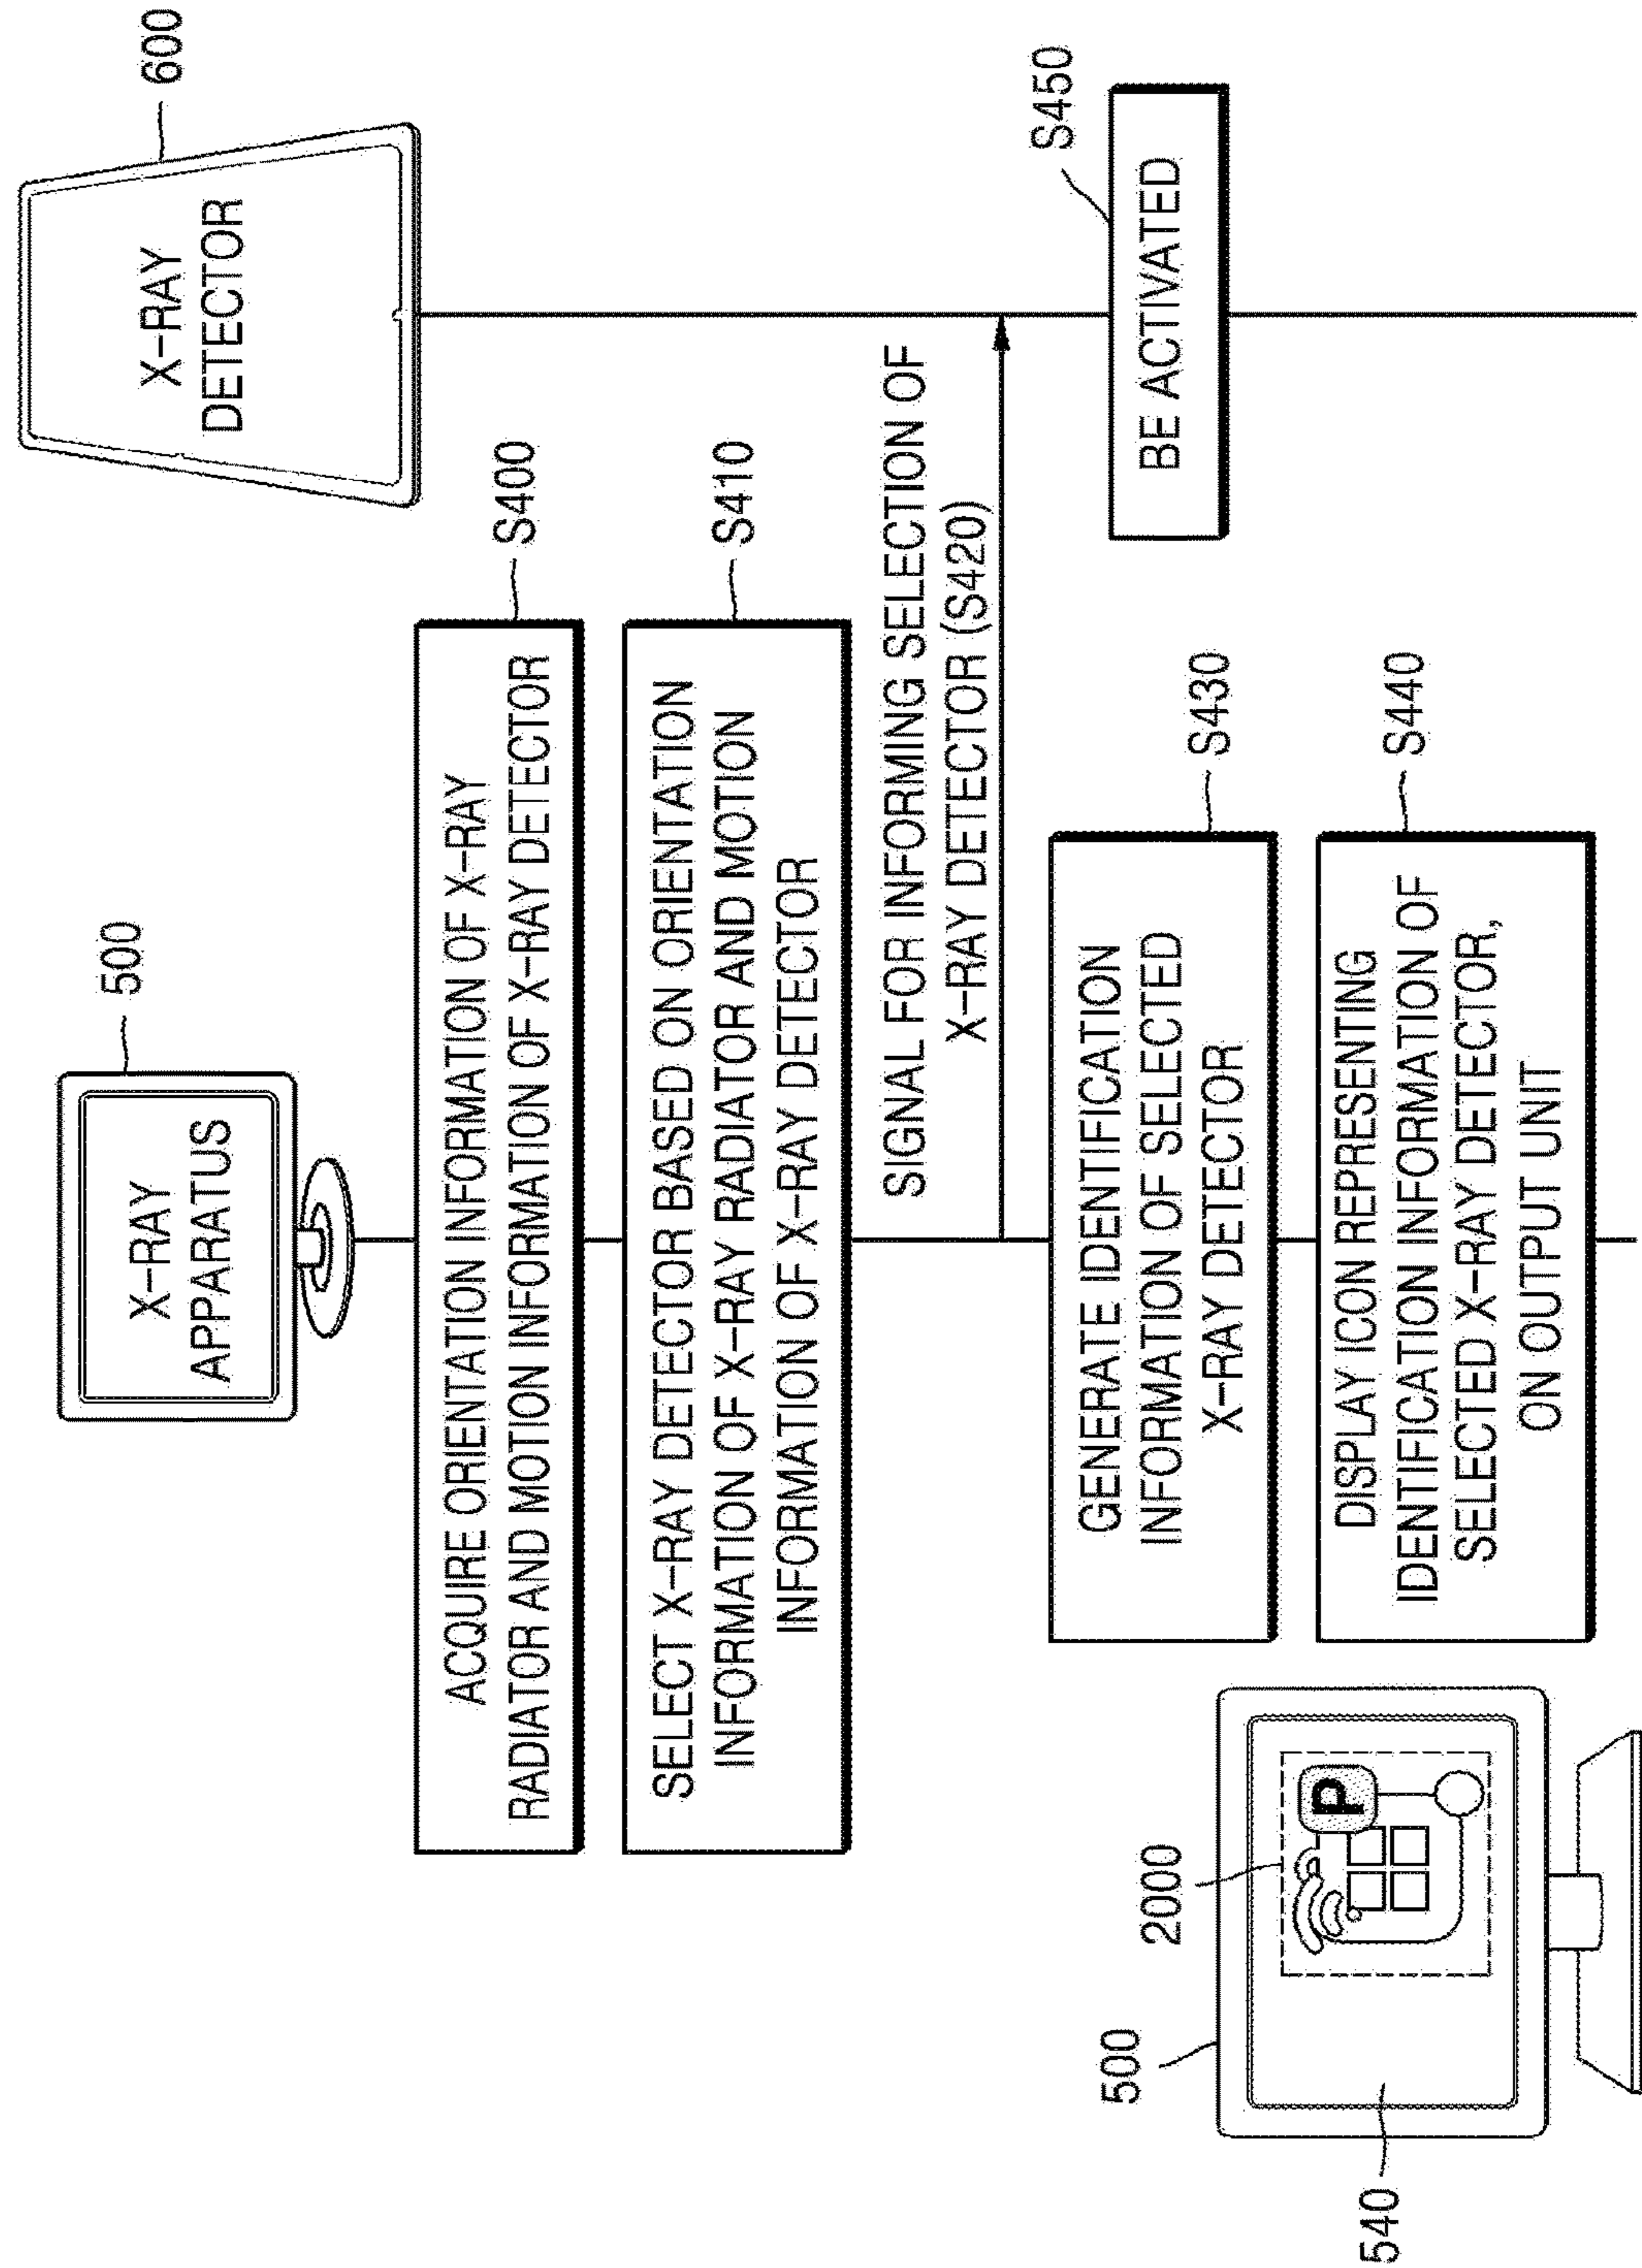 X-RAY
APPARATUS
500
X-RAY
DETECTOR
600
ACQUIRE ORIENTATION INFORMATION OF X-RAY
RADIATOR AND MOTION INFORMATION OF X-RAY DETECTOR
S400
SELECT X-RAY DETECTOR BASED ON ORIENTATION
INFORMATION OF X-RAY RADIATOR AND MOTION
INFORMATION OF X-RAY DETECTOR
S410
SIGNAL FOR INFORMING SELECTION OF
X-RAY DETECTOR (S420)
GENERATE IDENTIFICATION
INFORMATION OF SELECTED
X-RAY DETECTOR
S430
BE ACTIVATED
S450
DISPLAY ICON REPRESENTING
IDENTIFICATION INFORMATION OF
SELECTED X-RAY DETECTOR,
ON OUTPUT UNIT
S440
500
2000
P
540